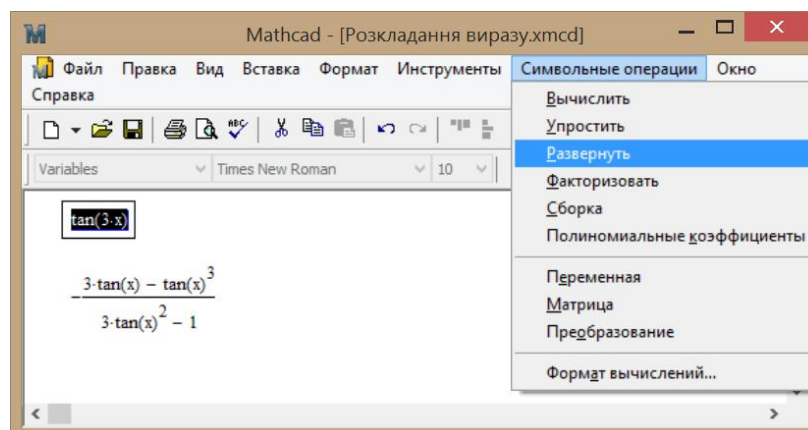 Mathcad - [Розкладання виразу.xmcd]
Файл Правка Вид Вставка Формат Инструменты Символьные операции Окно
Справка
Variables Times New Roman 10
Вычислить
Упростить
Развернуть
Факторизовать
Сборка
Полиномиальные коэффициенты
Переменная
Матрица
Преобразование
Формат вычислений...
tan(3·x)
3·tan(x) − tan(x)^3
−
3·tan(x)^2 − 1